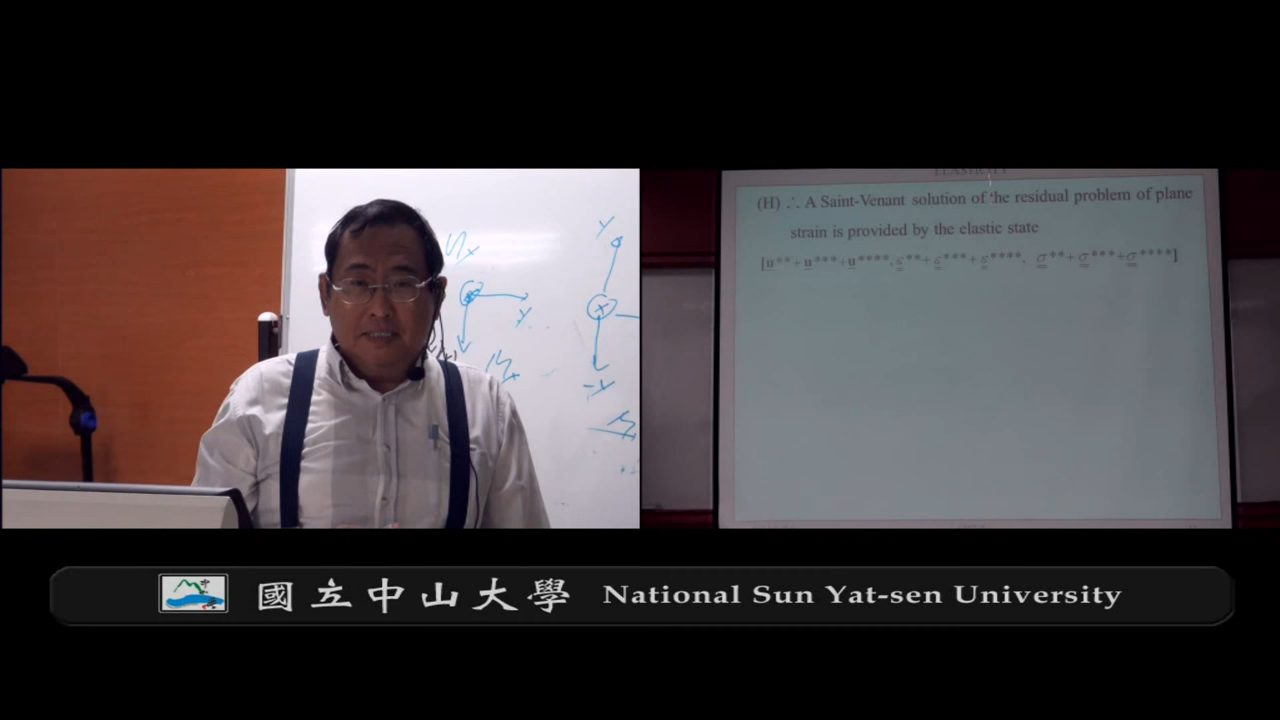 ELASTICITY
(H) ∴ A Saint-Venant solution of the residual problem of plane
strain is provided by the elastic state
[u**+u***+u****, ε**+ε***+ε****, σ**+σ***+σ****]
Y
y
-Y
國立中山大學 National Sun Yat-sen University